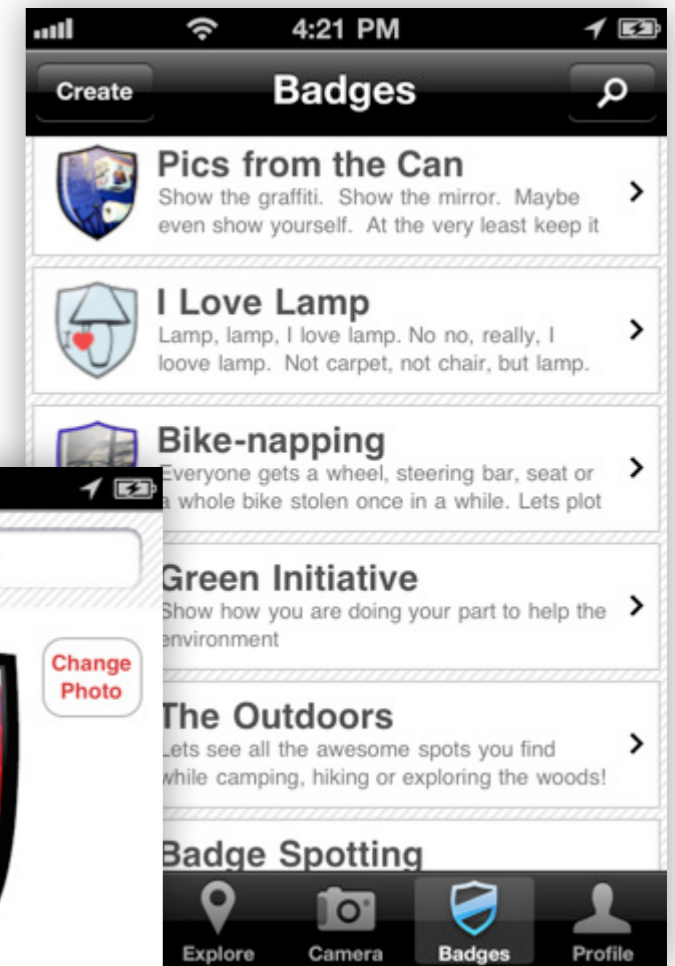 4:21 PM
Create
Badges
Pics from the Can
Show the graffiti. Show the mirror. Maybe
even show yourself. At the very least keep it
I Love Lamp
Lamp, lamp, I love lamp. No no, really, I
loove lamp. Not carpet, not chair, but lamp.
Bike-napping
Everyone gets a wheel, steering bar, seat or
a whole bike stolen once in a while. Lets plot
Green Initiative
Show how you are doing your part to help the
environment
The Outdoors
Lets see all the awesome spots you find
while camping, hiking or exploring the woods!
Badge Spotting
Explore
Camera
Badges
Profile
Change
Photo